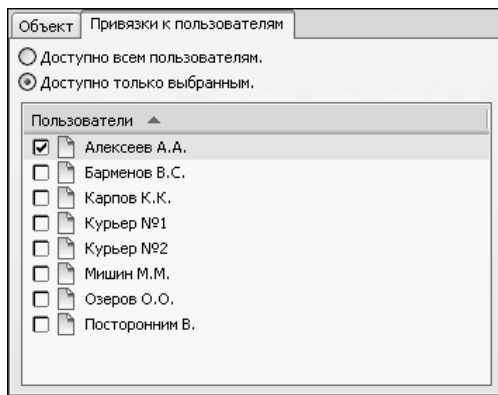 Объект Привязки к пользователям
Доступно всем пользователям.
Доступно только выбранным.
Пользователи
Алексеев А.А.
Барменов В.С.
Карпов К.К.
Курьер №1
Курьер №2
Мишин М.М.
Озеров О.О.
Посторонним В.